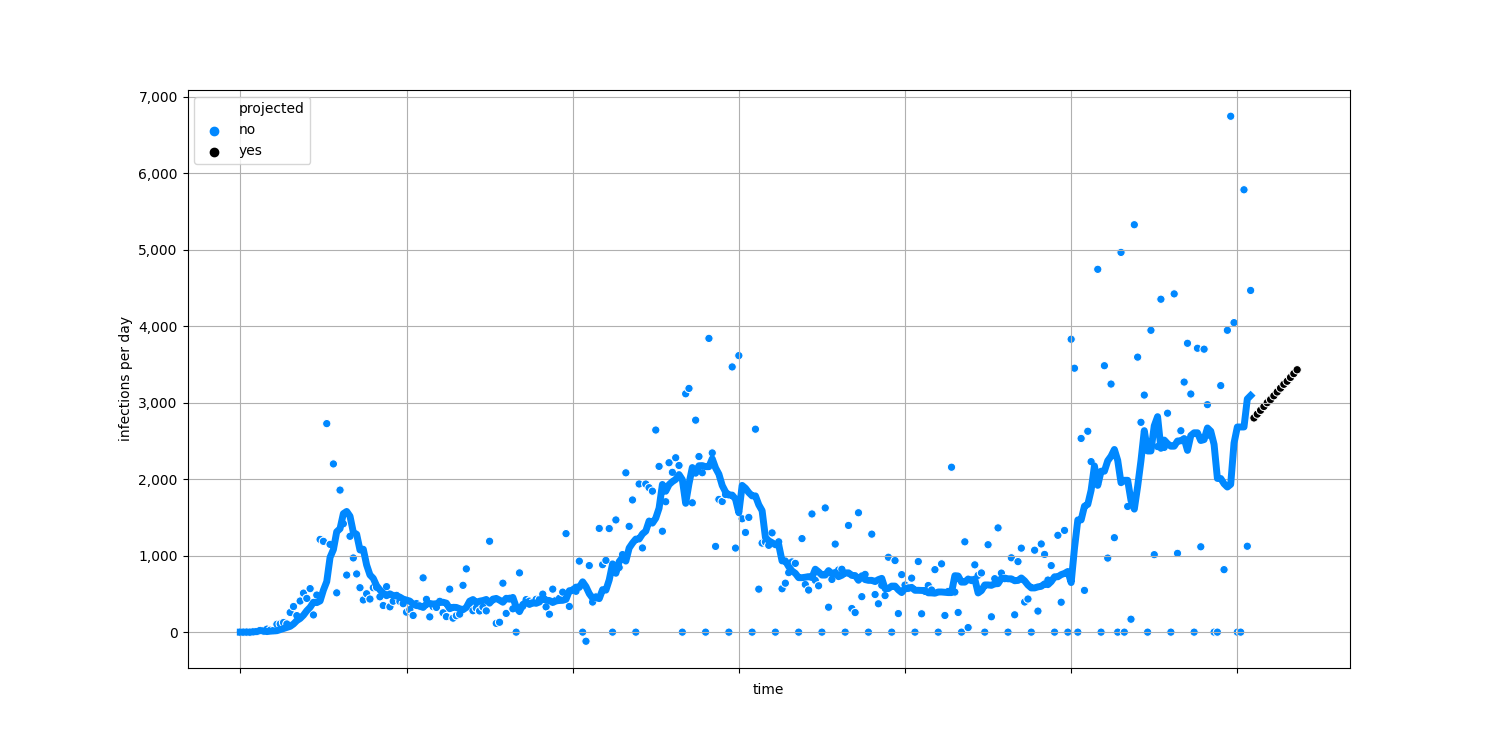 projected
no
yes
7,000
6,000
5,000
4,000
3,000
2,000
1,000
0
infections per day
time